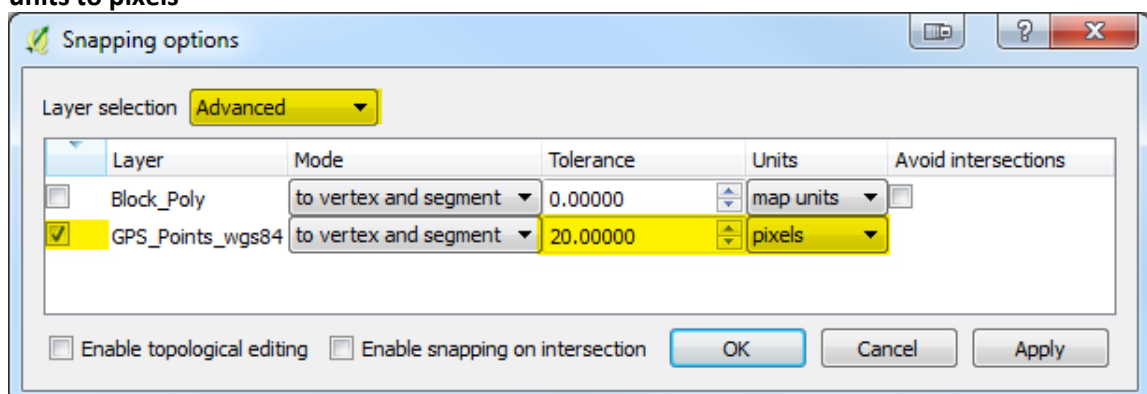 units to pixels
Snapping options
Layer selection Advanced
Layer Mode Tolerance Units Avoid intersections
Block_Poly to vertex and segment 0.00000 map units
GPS_Points_wgs84 to vertex and segment 20.00000 pixels
Enable topological editing Enable snapping on intersection OK Cancel Apply